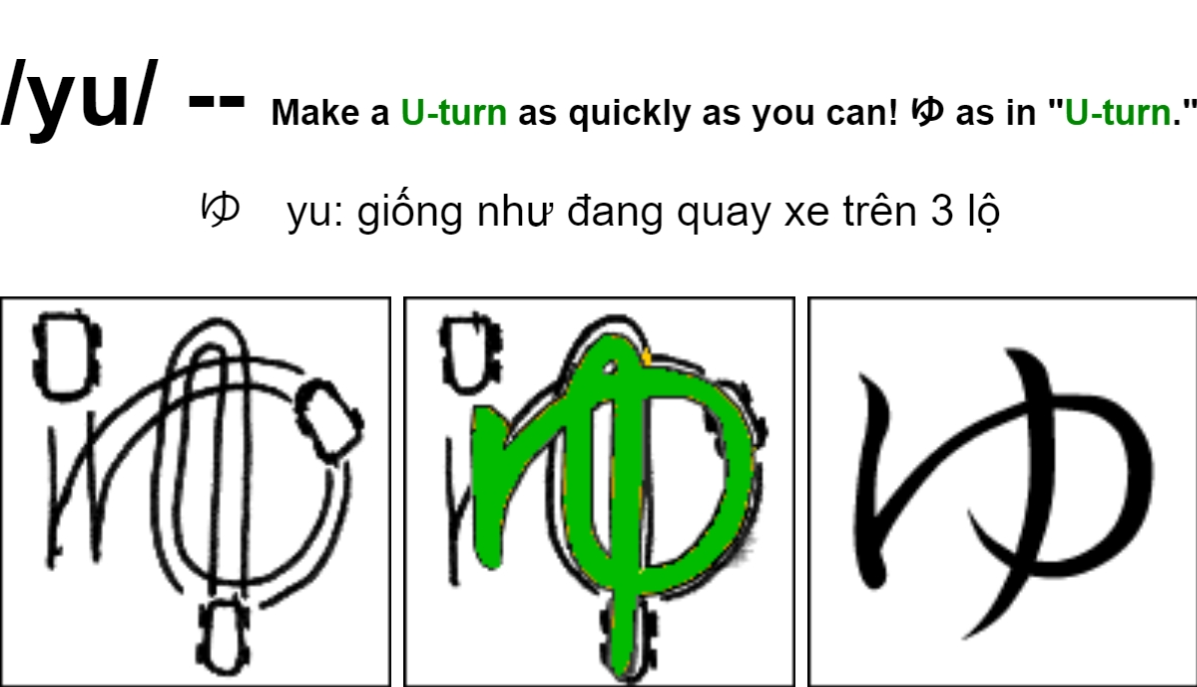 /yu/ -- Make a U-turn as quickly as you can! ゆ as in "U-turn."
ゆ yu: giống như đang quay xe trên 3 lộ
ゆ